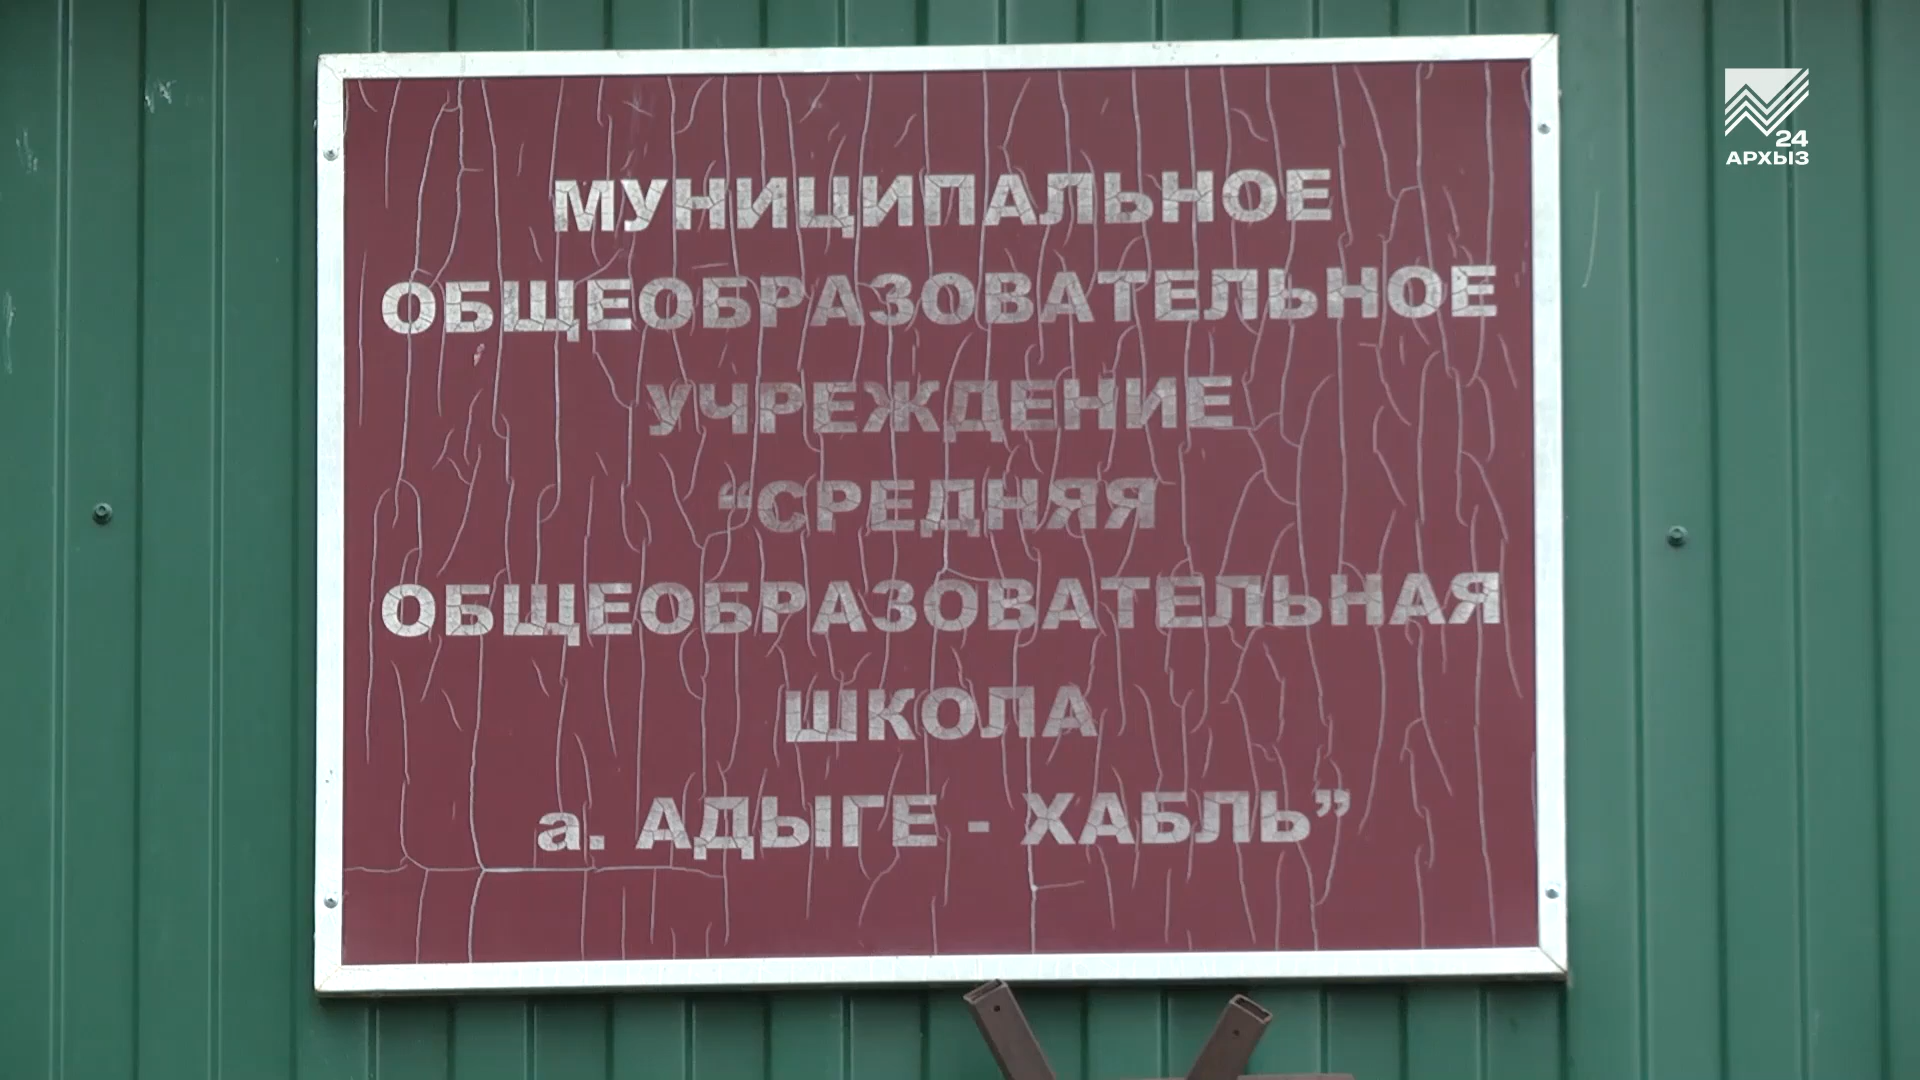 МУНИЦИПАЛЬНОЕ
ОБЩЕОБРАЗОВАТЕЛЬНОЕ
УЧРЕЖДЕНИЕ
“СРЕДНЯЯ
ОБЩЕОБРАЗОВАТЕЛЬНАЯ
ШКОЛА
а. АДЫГЕ - ХАБЛЬ”
24
АРХЫЗ